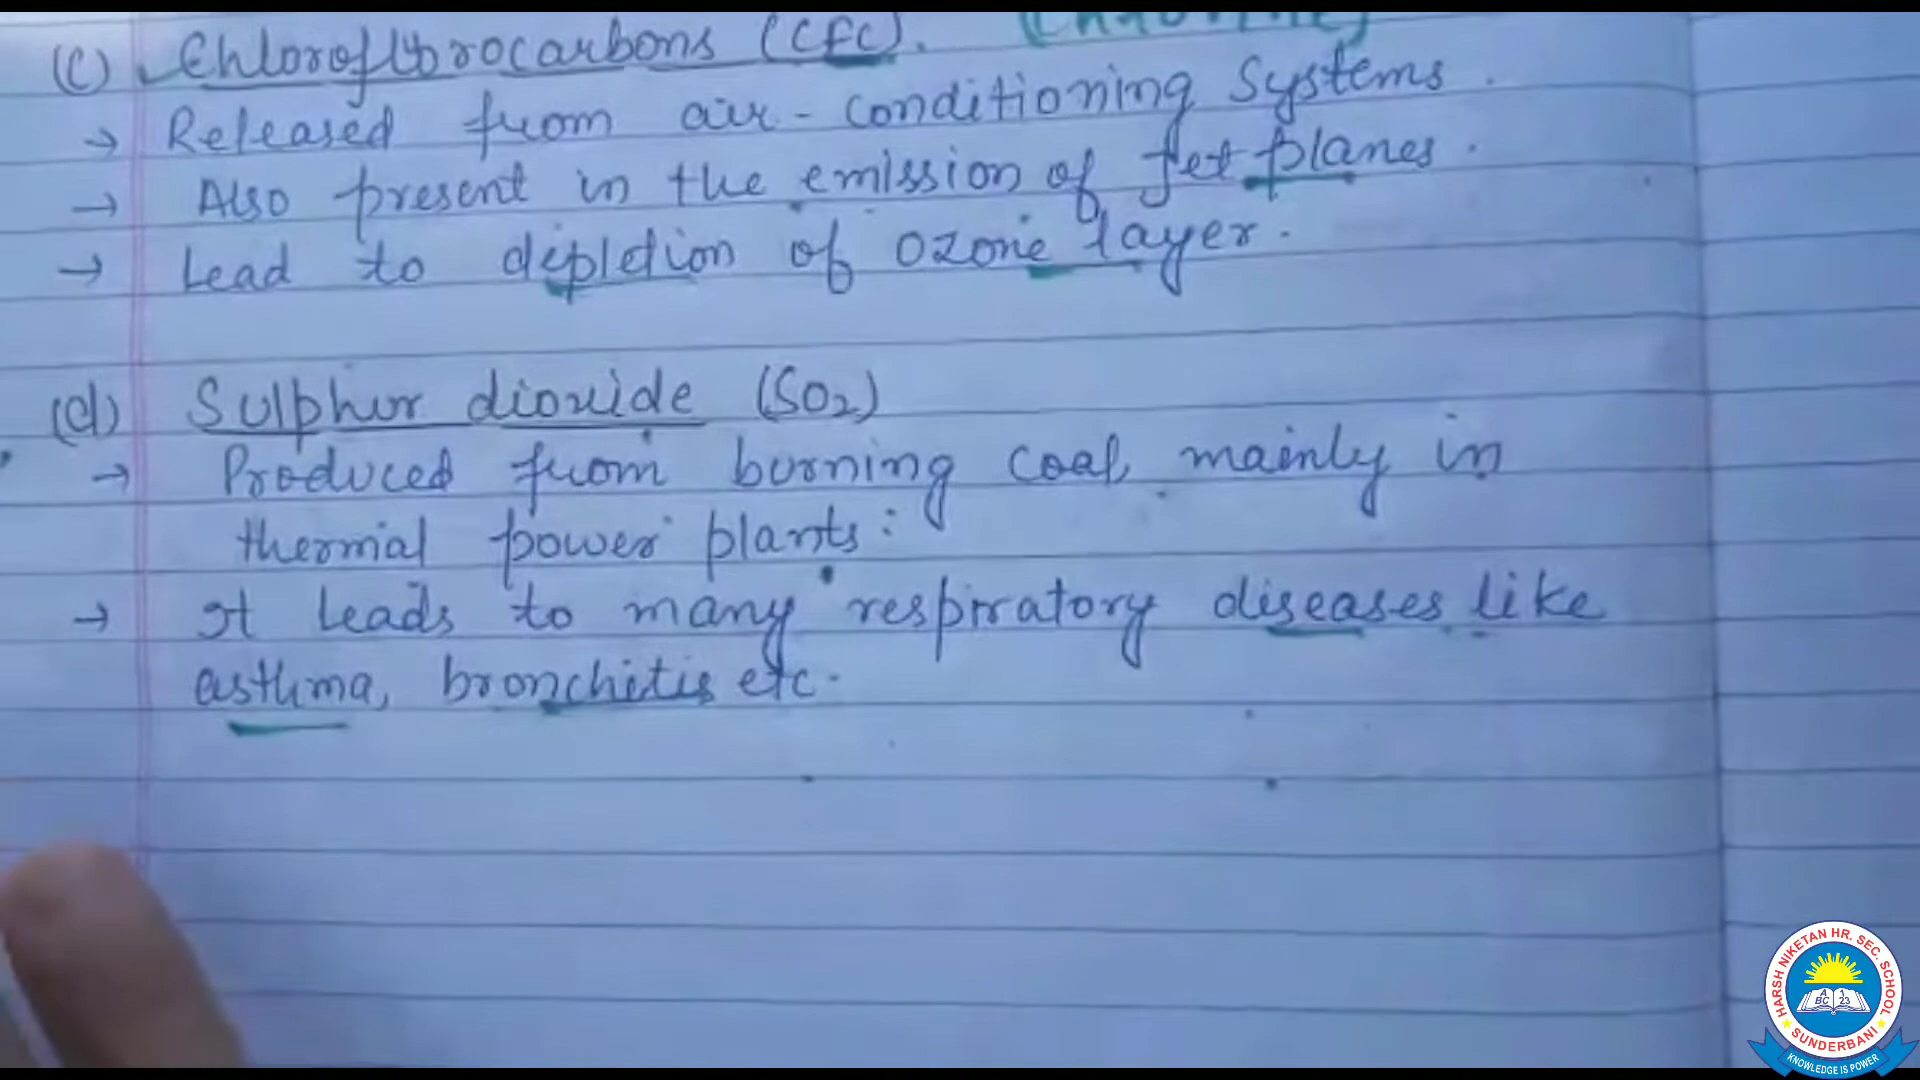 (c) Chlorofluorocarbons (CFC).
→ Released from air-conditioning systems.
→ Also present in the emission of jet planes.
→ Lead to depletion of ozone layer.
(d) Sulphur dioxide (SO2)
→ Produced from burning coal, mainly in
thermal power plants:
→ It leads to many respiratory diseases like
asthma, bronchitis etc.
HARSH NIKETAN HR. SEC. SCHOOL
SUNDERBANI
KNOWLEDGE IS POWER